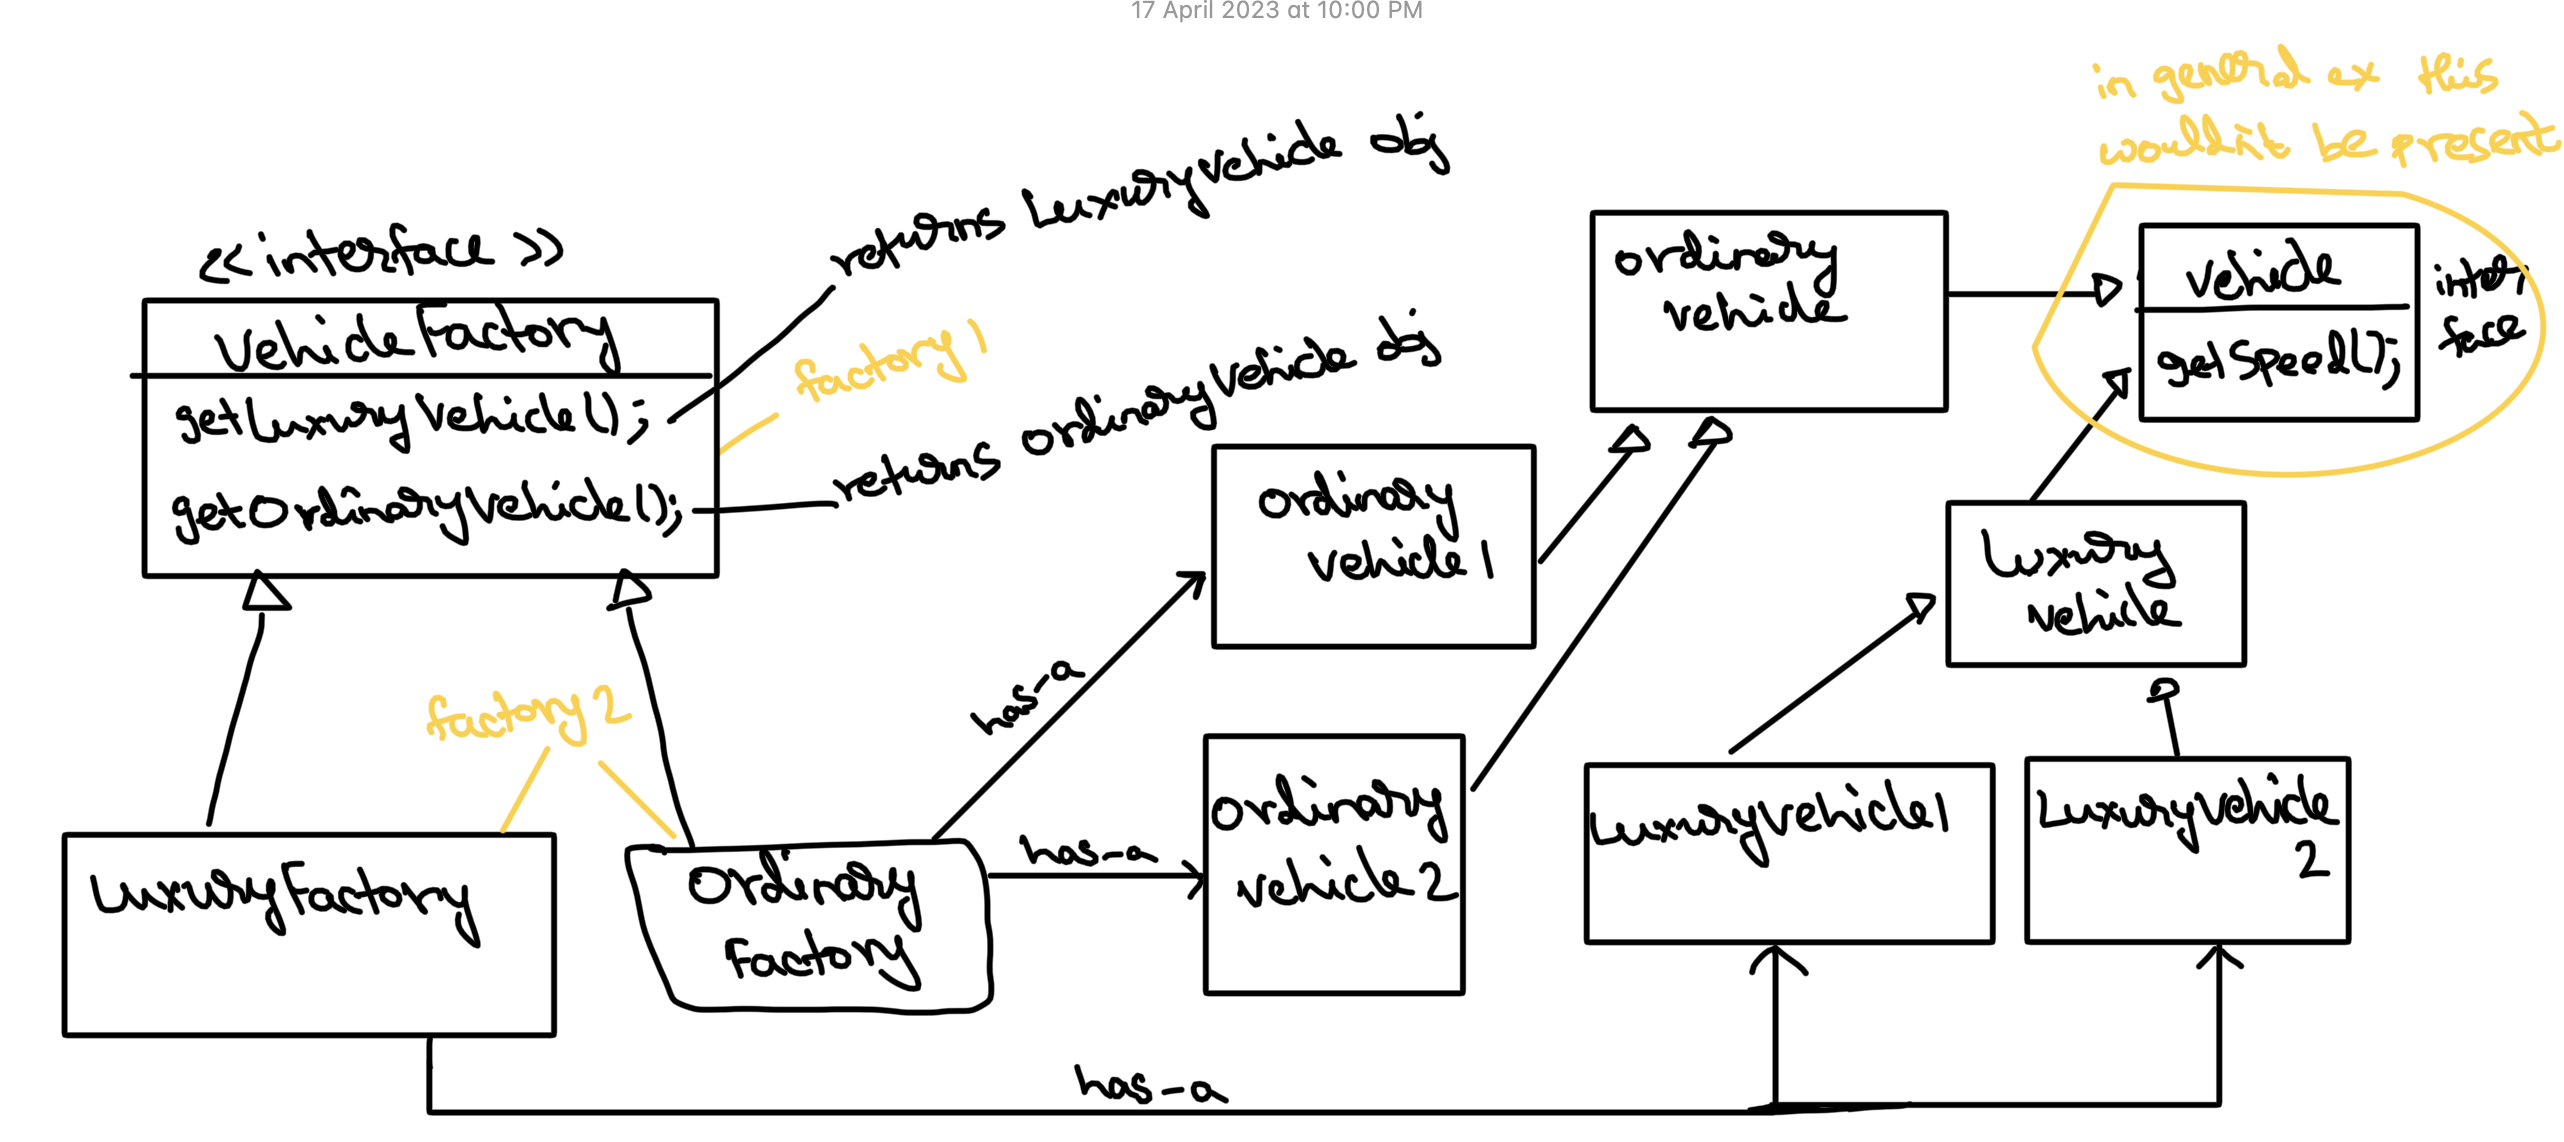 17 April 2023 at 10:00 PM
in general ex this
wouldn't be present
<<interface>>
VehicleFactory
getLuxuryVehicle();
getOrdinaryVehicle();
returns LuxuryVehicle obj
returns OrdinaryVehicle obj
factory 1
factory 2
LuxuryFactory
Ordinary
Factory
has-a
has-a
has-a
ordinary
vehicle 1
ordinary
vehicle 2
ordinary
vehicle
vehicle
getSpeed();
inter,
face
Luxury
vehicle
LuxuryVehicle1
LuxuryVehicle
2